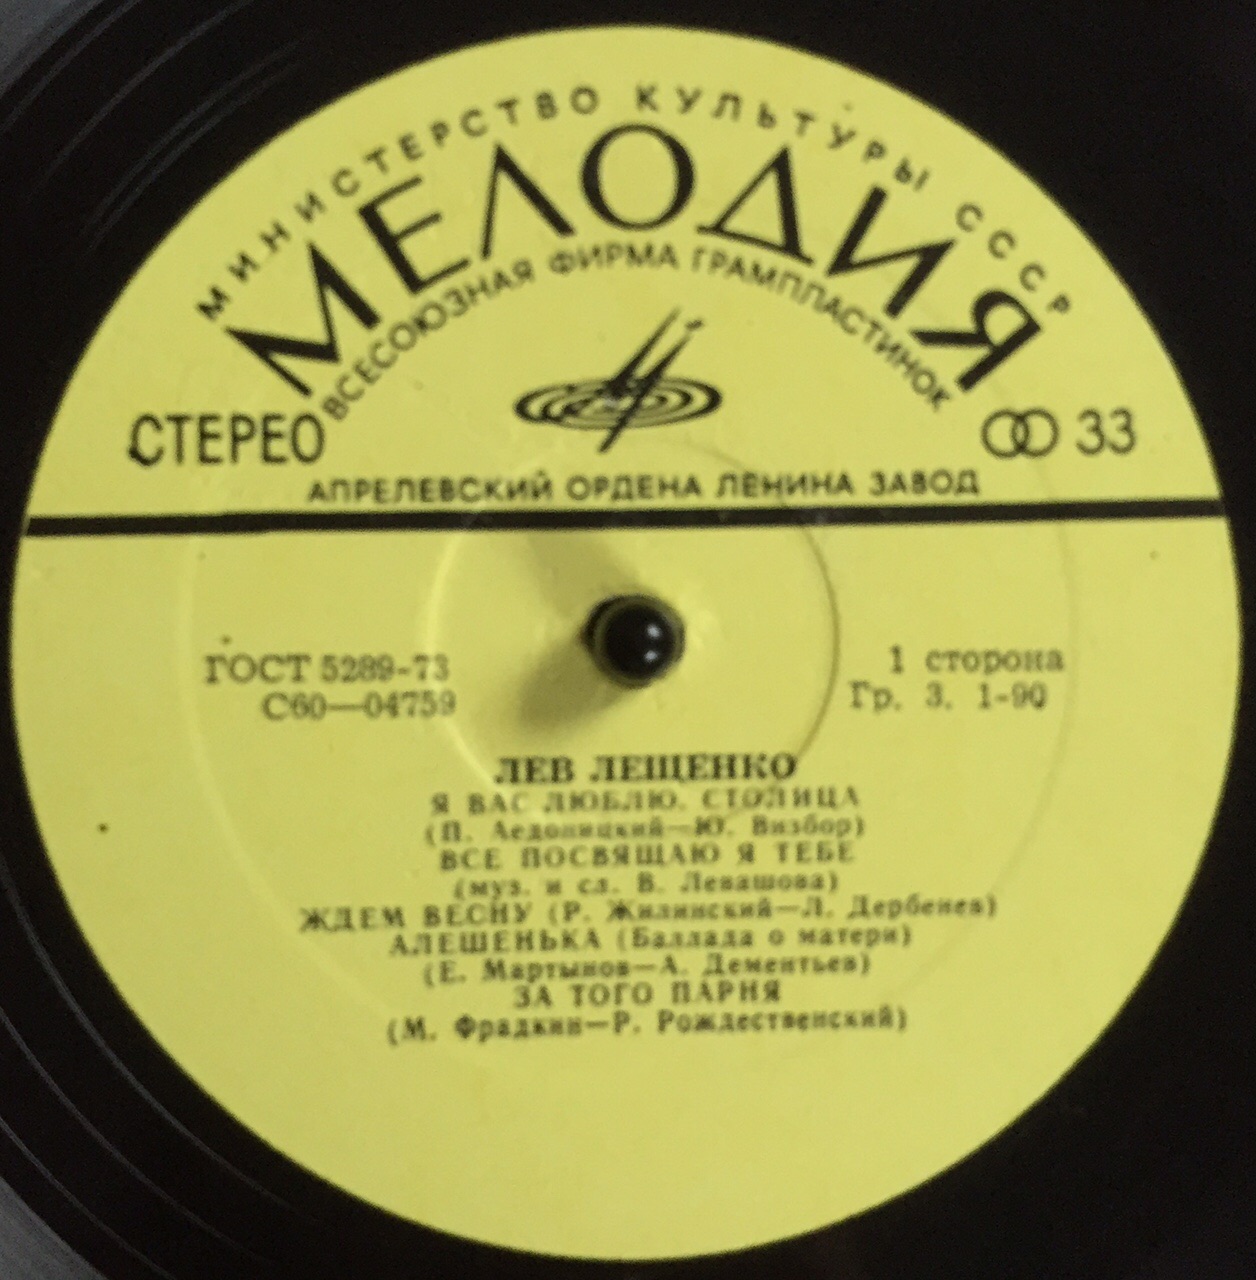 МИНИСТЕРСТВО КУЛЬТУРЫ СССР
МЕЛОДИЯ
ВСЕСОЮЗНАЯ ФИРМА ГРАМПЛАСТИНОК
СТЕРЕО 33
АПРЕЛЕВСКИЙ ОРДЕНА ЛЕНИНА ЗАВОД
ГОСТ 5289-73
С60—04759
1 сторона
Гр. 3. 1-90
ЛЕВ ЛЕЩЕНКО
Я ВАС ЛЮБЛЮ, СТОЛИЦА
(П. Аедоницкий—Ю. Визбор)
ВСЕ ПОСВЯЩАЮ Я ТЕБЕ
(муз. и сл. В. Левашова)
ЖДЕМ ВЕСНУ (Р. Жилинский—Л. Дербенев)
АЛЕШЕНЬКА (Баллада о матери)
(Е. Мартынов—А. Дементьев)
ЗА ТОГО ПАРНЯ
(М. Фрадкин—Р. Рождественский)